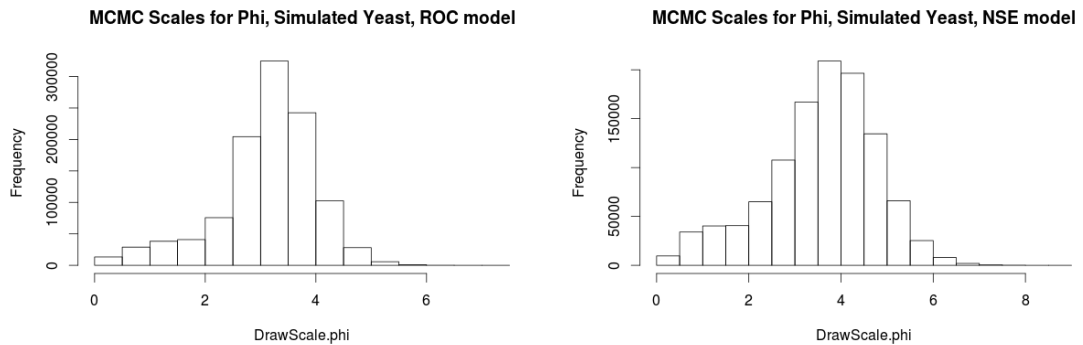 MCMC Scales for Phi, Simulated Yeast, ROC model
Frequency
300000
200000
100000
0
0 2 4 6
DrawScale.phi
MCMC Scales for Phi, Simulated Yeast, NSE model
Frequency
150000
50000
0
0 2 4 6 8
DrawScale.phi